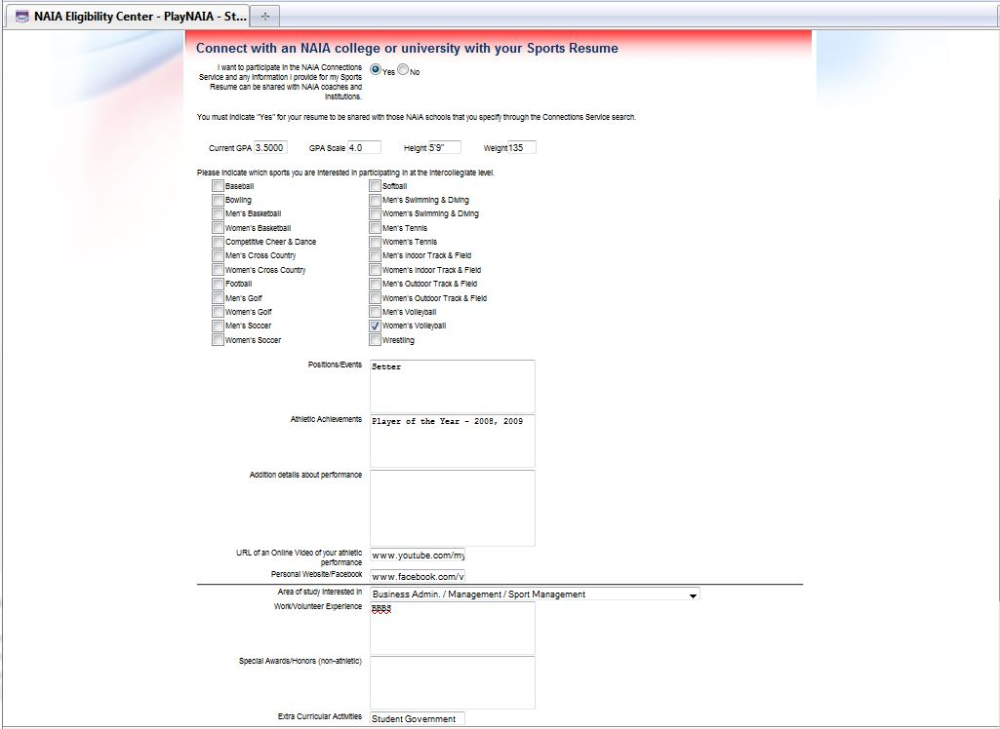 NAIA Eligibility Center - PlayNAIA - St...
Connect with an NAIA college or university with your Sports Resume
I want to participate in the NAIA Connections
Service and any information I provide for my Sports
Resume can be shared with NAIA coaches and
institutions.
Yes No
You must indicate "Yes" for your resume to be shared with those NAIA schools that you specify through the Connections Service search.
Current GPA 3.5000 GPA Scale 4.0 Height 5'9" Weight 135
Please indicate which sports you are interested in participating in at the intercollegiate level.
Baseball Softball
Bowling Men's Swimming & Diving
Men's Basketball Women's Swimming & Diving
Women's Basketball Men's Tennis
Competitive Cheer & Dance Women's Tennis
Men's Cross Country Men's Indoor Track & Field
Women's Cross Country Women's Indoor Track & Field
Football Men's Outdoor Track & Field
Men's Golf Women's Outdoor Track & Field
Women's Golf Men's Volleyball
Men's Soccer Women's Volleyball
Women's Soccer Wrestling
Positions/Events Setter
Athletic Achievements Player of the Year - 2008, 2009
Addition details about performance
URL of an Online Video of your athletic
performance www.youtube.com/my
Personal Website/Facebook www.facebook.com/v
Area of study interested in Business Admin. / Management / Sport Management
Work/Volunteer Experience BBBS
Special Awards/Honors (non-athletic)
Extra Curricular Activities Student Government